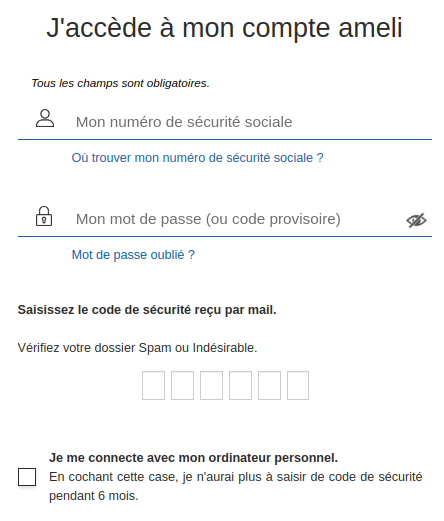 J'accède à mon compte ameli
Tous les champs sont obligatoires.
Mon numéro de sécurité sociale
Où trouver mon numéro de sécurité sociale ?
Mon mot de passe (ou code provisoire)
Mot de passe oublié ?
Saisissez le code de sécurité reçu par mail.
Vérifiez votre dossier Spam ou Indésirable.
Je me connecte avec mon ordinateur personnel.
En cochant cette case, je n'aurai plus à saisir de code de sécurité
pendant 6 mois.